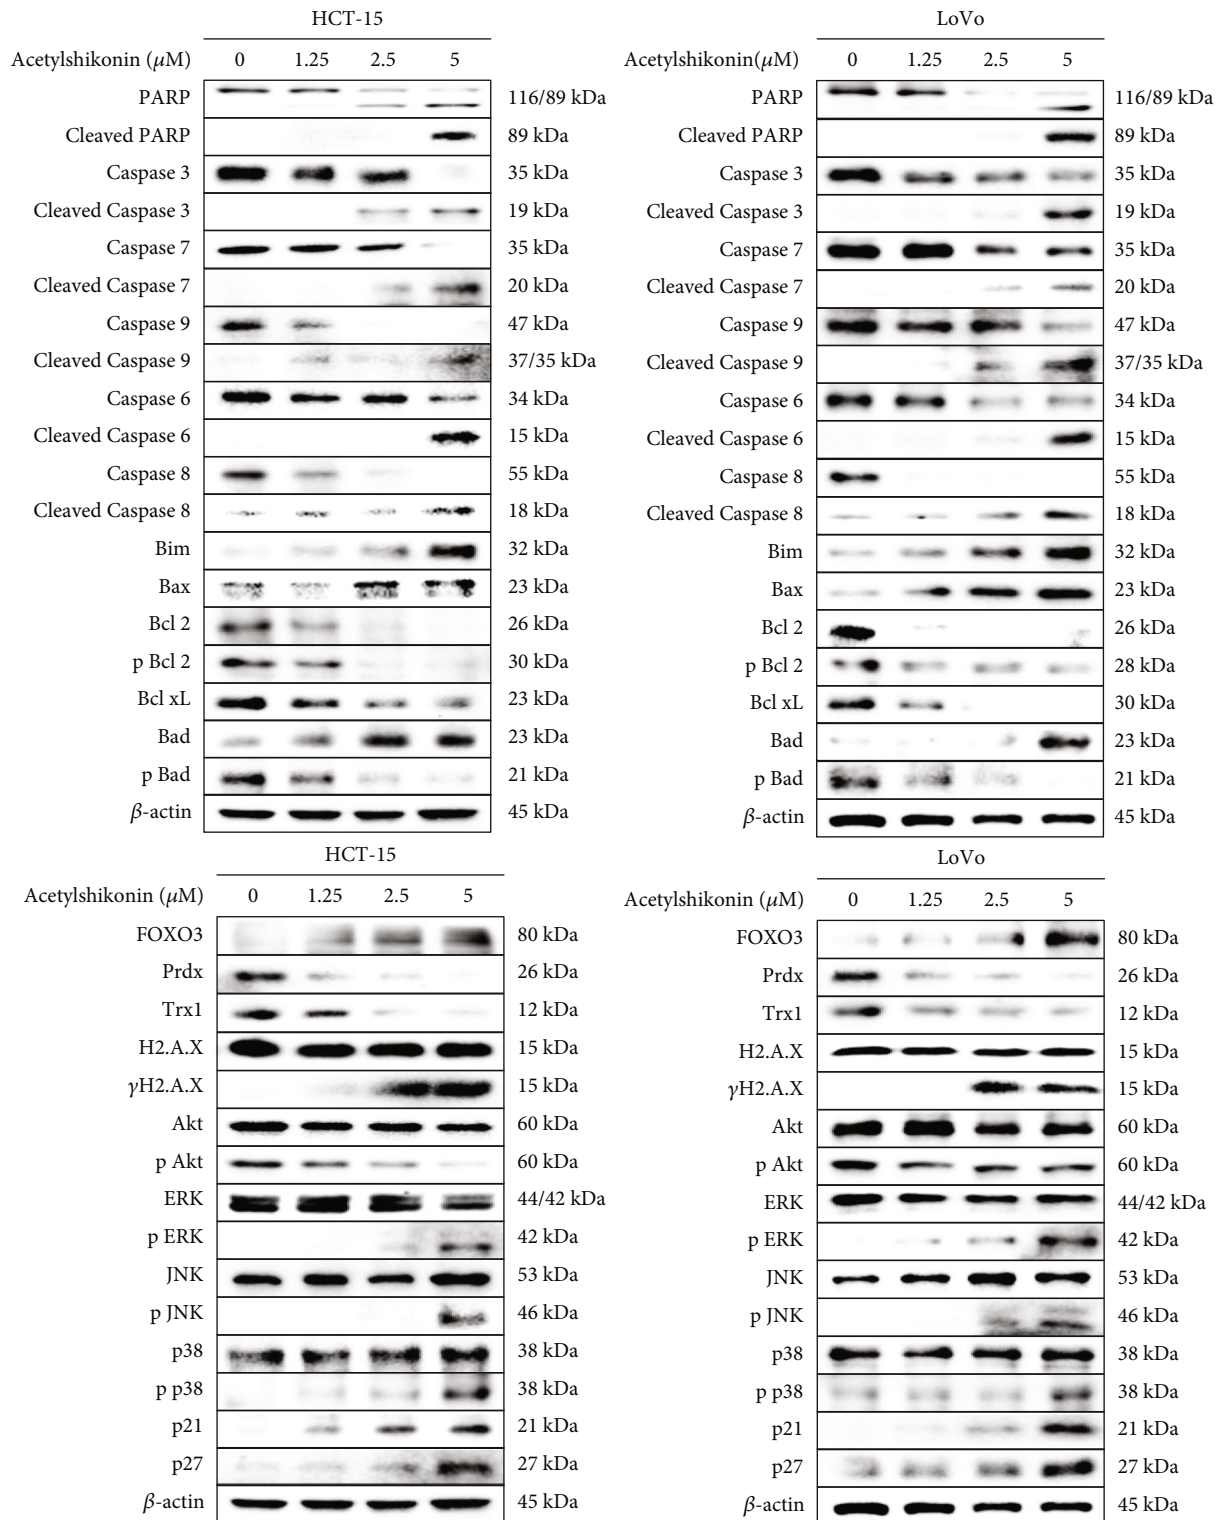 HCT-15
Acetylshikonin (μM) 0 1.25 2.5 5
PARP 116/89 kDa
Cleaved PARP 89 kDa
Caspase 3 35 kDa
Cleaved Caspase 3 19 kDa
Caspase 7 35 kDa
Cleaved Caspase 7 20 kDa
Caspase 9 47 kDa
Cleaved Caspase 9 37/35 kDa
Caspase 6 34 kDa
Cleaved Caspase 6 15 kDa
Caspase 8 55 kDa
Cleaved Caspase 8 18 kDa
Bim 32 kDa
Bax 23 kDa
Bcl 2 26 kDa
p Bcl 2 30 kDa
Bcl xL 23 kDa
Bad 23 kDa
p Bad 21 kDa
β-actin 45 kDa
LoVo
Acetylshikonin(μM) 0 1.25 2.5 5
PARP 116/89 kDa
Cleaved PARP 89 kDa
Caspase 3 35 kDa
Cleaved Caspase 3 19 kDa
Caspase 7 35 kDa
Cleaved Caspase 7 20 kDa
Caspase 9 47 kDa
Cleaved Caspase 9 37/35 kDa
Caspase 6 34 kDa
Cleaved Caspase 6 15 kDa
Caspase 8 55 kDa
Cleaved Caspase 8 18 kDa
Bim 32 kDa
Bax 23 kDa
Bcl 2 26 kDa
p Bcl 2 28 kDa
Bcl xL 30 kDa
Bad 23 kDa
p Bad 21 kDa
β-actin 45 kDa
HCT-15
Acetylshikonin (μM) 0 1.25 2.5 5
FOXO3 80 kDa
Prdx 26 kDa
Trx1 12 kDa
H2.A.X 15 kDa
γH2.A.X 15 kDa
Akt 60 kDa
p Akt 60 kDa
ERK 44/42 kDa
p ERK 42 kDa
JNK 53 kDa
p JNK 46 kDa
p38 38 kDa
p p38 38 kDa
p21 21 kDa
p27 27 kDa
β-actin 45 kDa
LoVo
Acetylshikonin (μM) 0 1.25 2.5 5
FOXO3 80 kDa
Prdx 26 kDa
Trx1 12 kDa
H2.A.X 15 kDa
γH2.A.X 15 kDa
Akt 60 kDa
p Akt 60 kDa
ERK 44/42 kDa
p ERK 42 kDa
JNK 53 kDa
p JNK 46 kDa
p38 38 kDa
p p38 38 kDa
p21 21 kDa
p27 27 kDa
β-actin 45 kDa